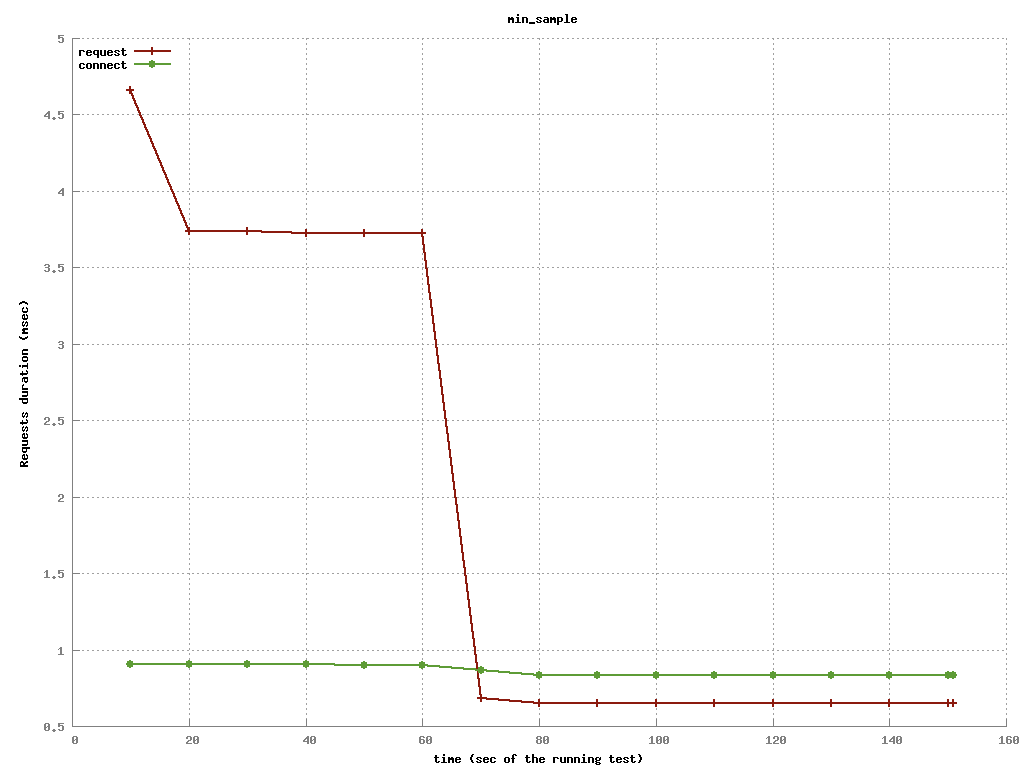 min_sample
request
connect
5
4.5
4
3.5
3
2.5
2
1.5
1
0.5
Requests duration (msec)
0 20 40 60 80 100 120 140 160
time (sec of the running test)